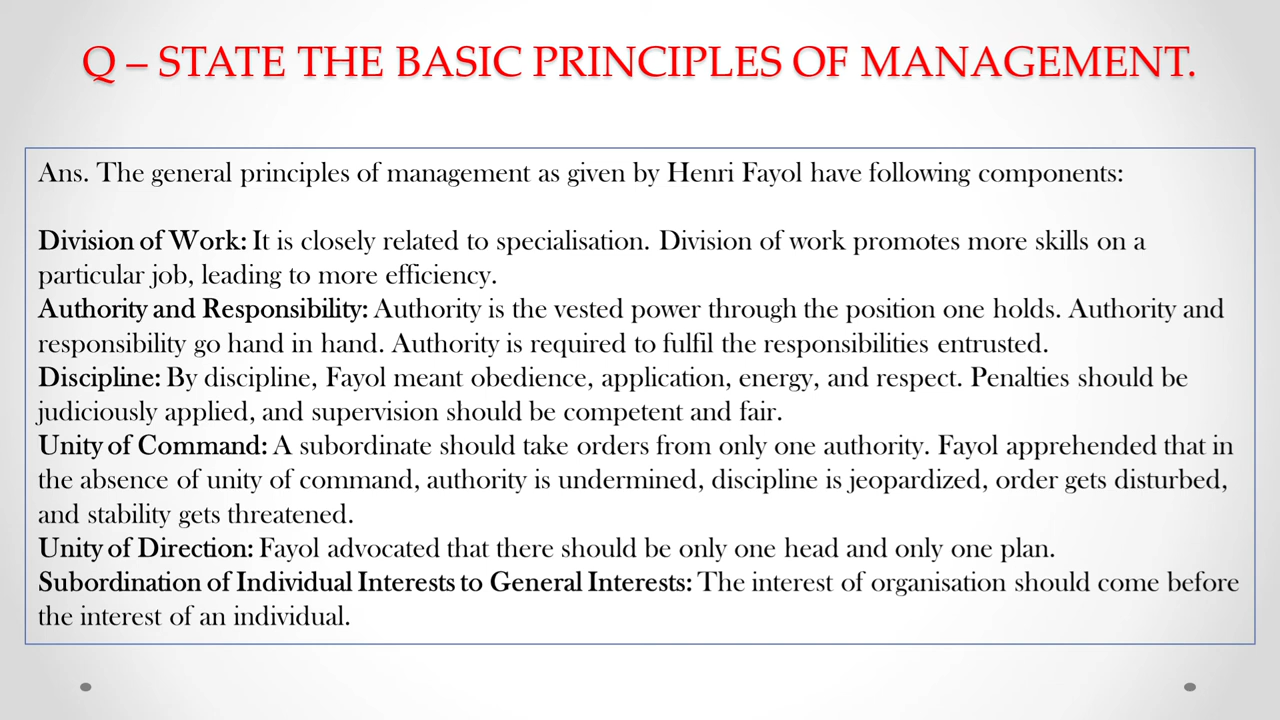 Q – STATE THE BASIC PRINCIPLES OF MANAGEMENT.
Ans. The general principles of management as given by Henri Fayol have following components:
Division of Work: It is closely related to specialisation. Division of work promotes more skills on a
particular job, leading to more efficiency.
Authority and Responsibility: Authority is the vested power through the position one holds. Authority and
responsibility go hand in hand. Authority is required to fulfil the responsibilities entrusted.
Discipline: By discipline, Fayol meant obedience, application, energy, and respect. Penalties should be
judiciously applied, and supervision should be competent and fair.
Unity of Command: A subordinate should take orders from only one authority. Fayol apprehended that in
the absence of unity of command, authority is undermined, discipline is jeopardized, order gets disturbed,
and stability gets threatened.
Unity of Direction: Fayol advocated that there should be only one head and only one plan.
Subordination of Individual Interests to General Interests: The interest of organisation should come before
the interest of an individual.